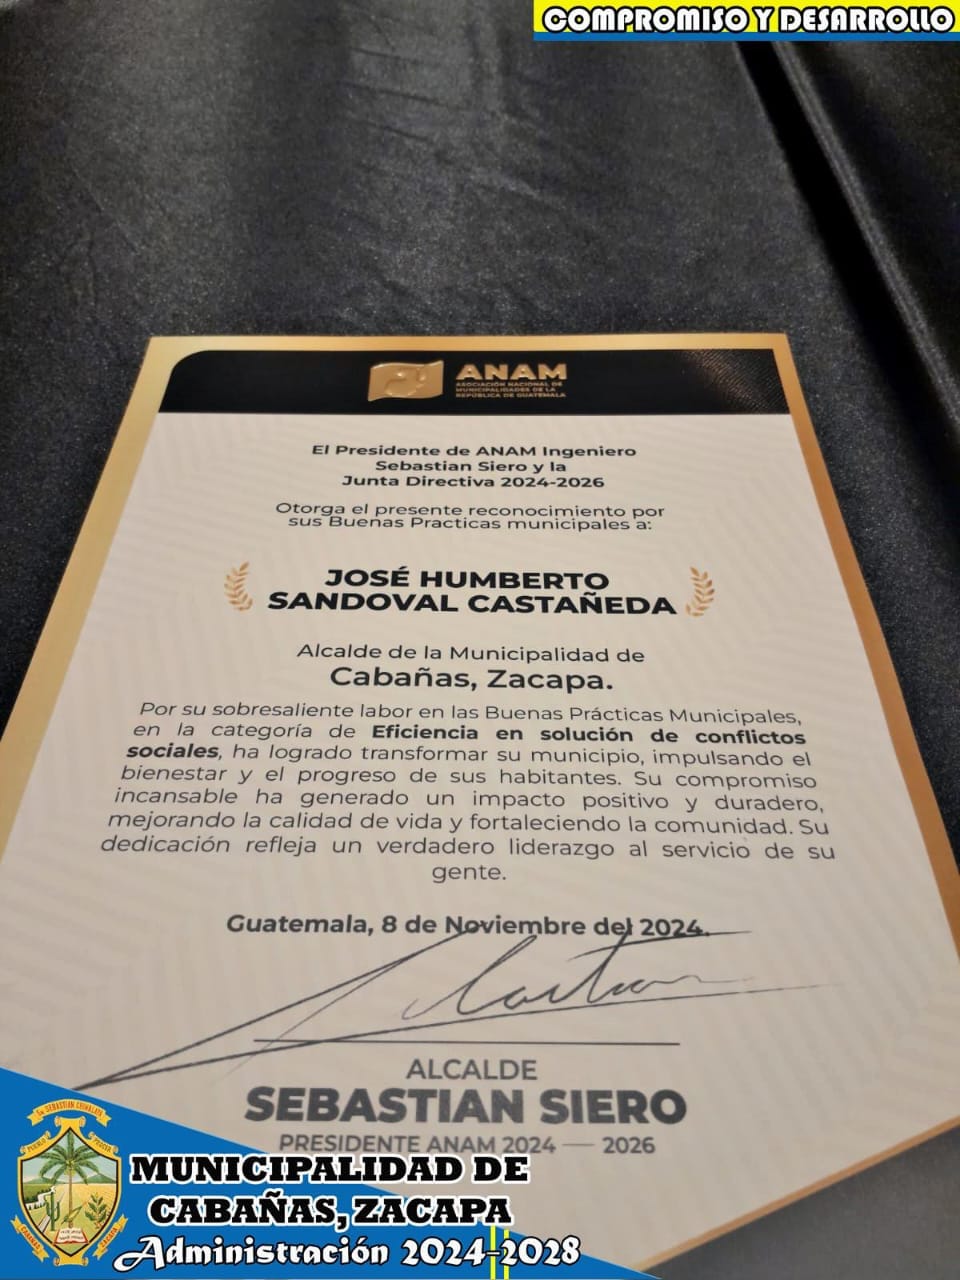 COMPROMISO Y DESARROLLO
ANAM
ASOCIACIÓN NACIONAL DE
MUNICIPALIDADES DE LA
REPÚBLICA DE GUATEMALA
El Presidente de ANAM Ingeniero
Sebastian Siero y la
Junta Directiva 2024-2026
Otorga el presente reconocimiento por
sus Buenas Practicas municipales a:
JOSÉ HUMBERTO
SANDOVAL CASTAÑEDA
Alcalde de la Municipalidad de
Cabañas, Zacapa.
Por su sobresaliente labor en las Buenas Prácticas Municipales,
en la categoría de Eficiencia en solución de conflictos
sociales, ha logrado transformar su municipio, impulsando el
bienestar y el progreso de sus habitantes. Su compromiso
incansable ha generado un impacto positivo y duradero,
mejorando la calidad de vida y fortaleciendo la comunidad. Su
dedicación refleja un verdadero liderazgo al servicio de su
gente.
Guatemala, 8 de Noviembre del 2024.
ALCALDE
SEBASTIAN SIERO
PRESIDENTE ANAM 2024 — 2026
MUNICIPALIDAD DE
CABAÑAS, ZACAPA
Administración 2024-2028